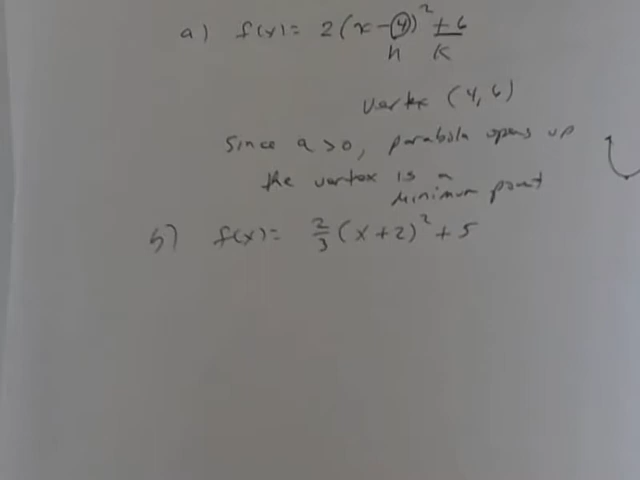 a) f(x) = 2(x - 4)² + 6
h k
vertex (4, 6)
Since a > 0, parabola opens up
the vertex is a
minimum point
b) f(x) = 2/3 (x + 2)² + 5